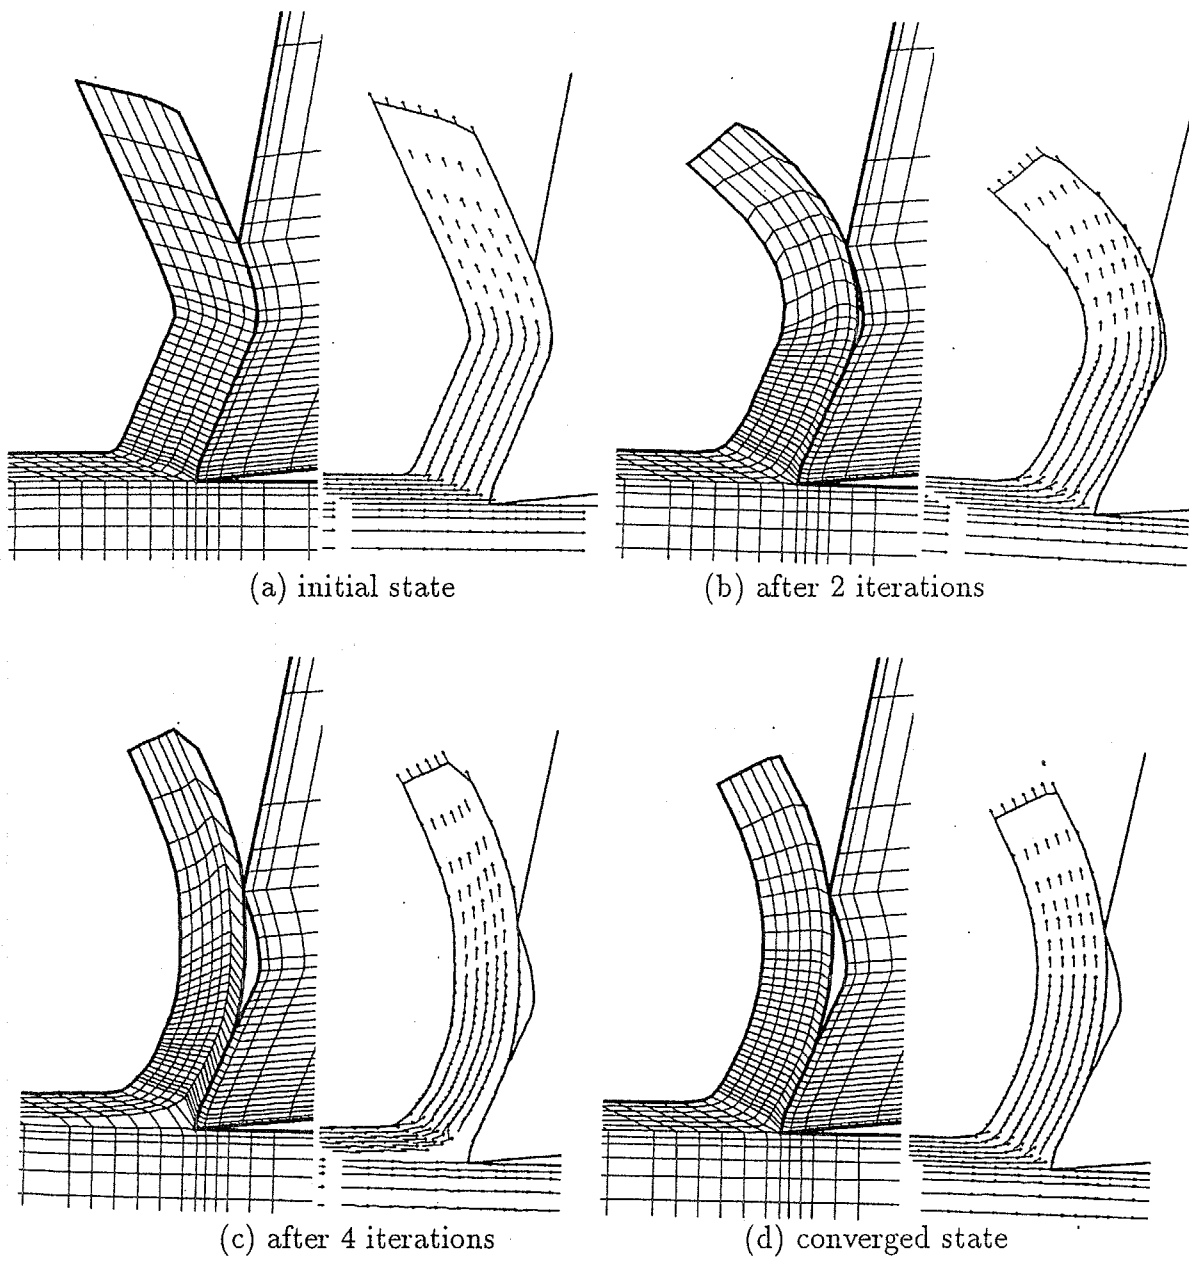 (a) initial state
(b) after 2 iterations
(c) after 4 iterations
(d) converged state